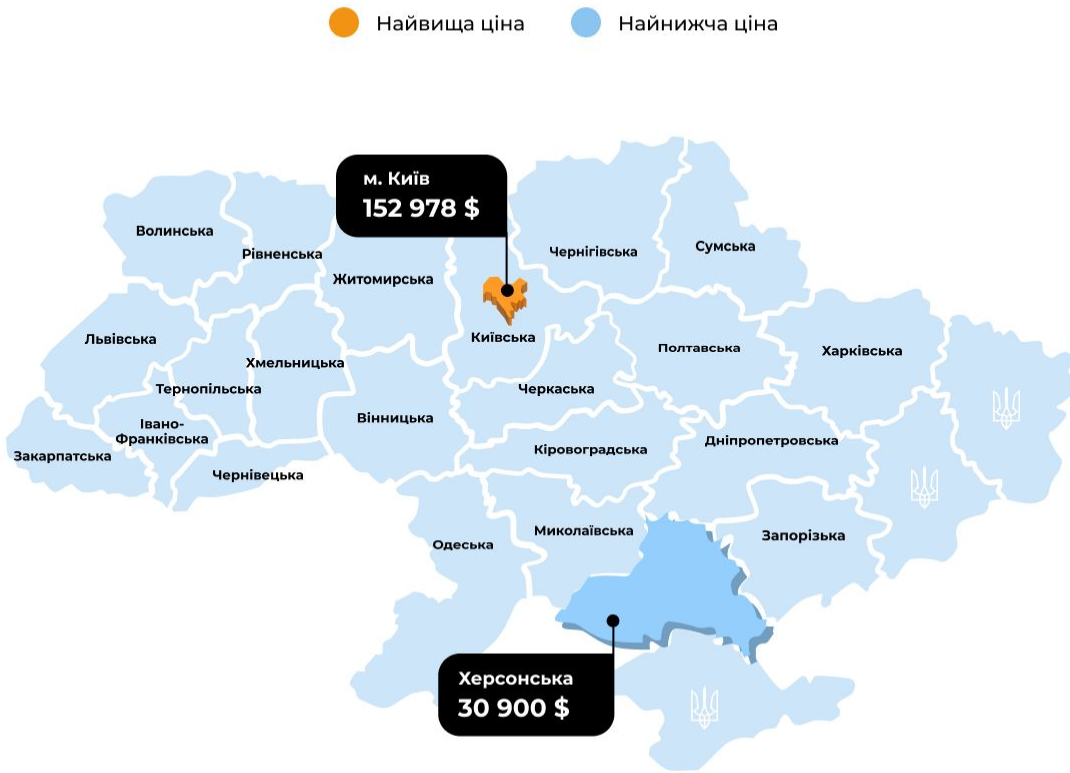 Найвища ціна
Найнижча ціна
м. Київ
152 978 $
Волинська
Рівненська
Житомирська
Чернігівська
Сумська
Львівська
Хмельницька
Тернопільська
Київська
Полтавська
Харківська
Черкаська
Вінницька
Івано-
Франківська
Закарпатська
Чернівецька
Кіровоградська
Дніпропетровська
Одеська
Миколаївська
Запорізька
Херсонська
30 900 $